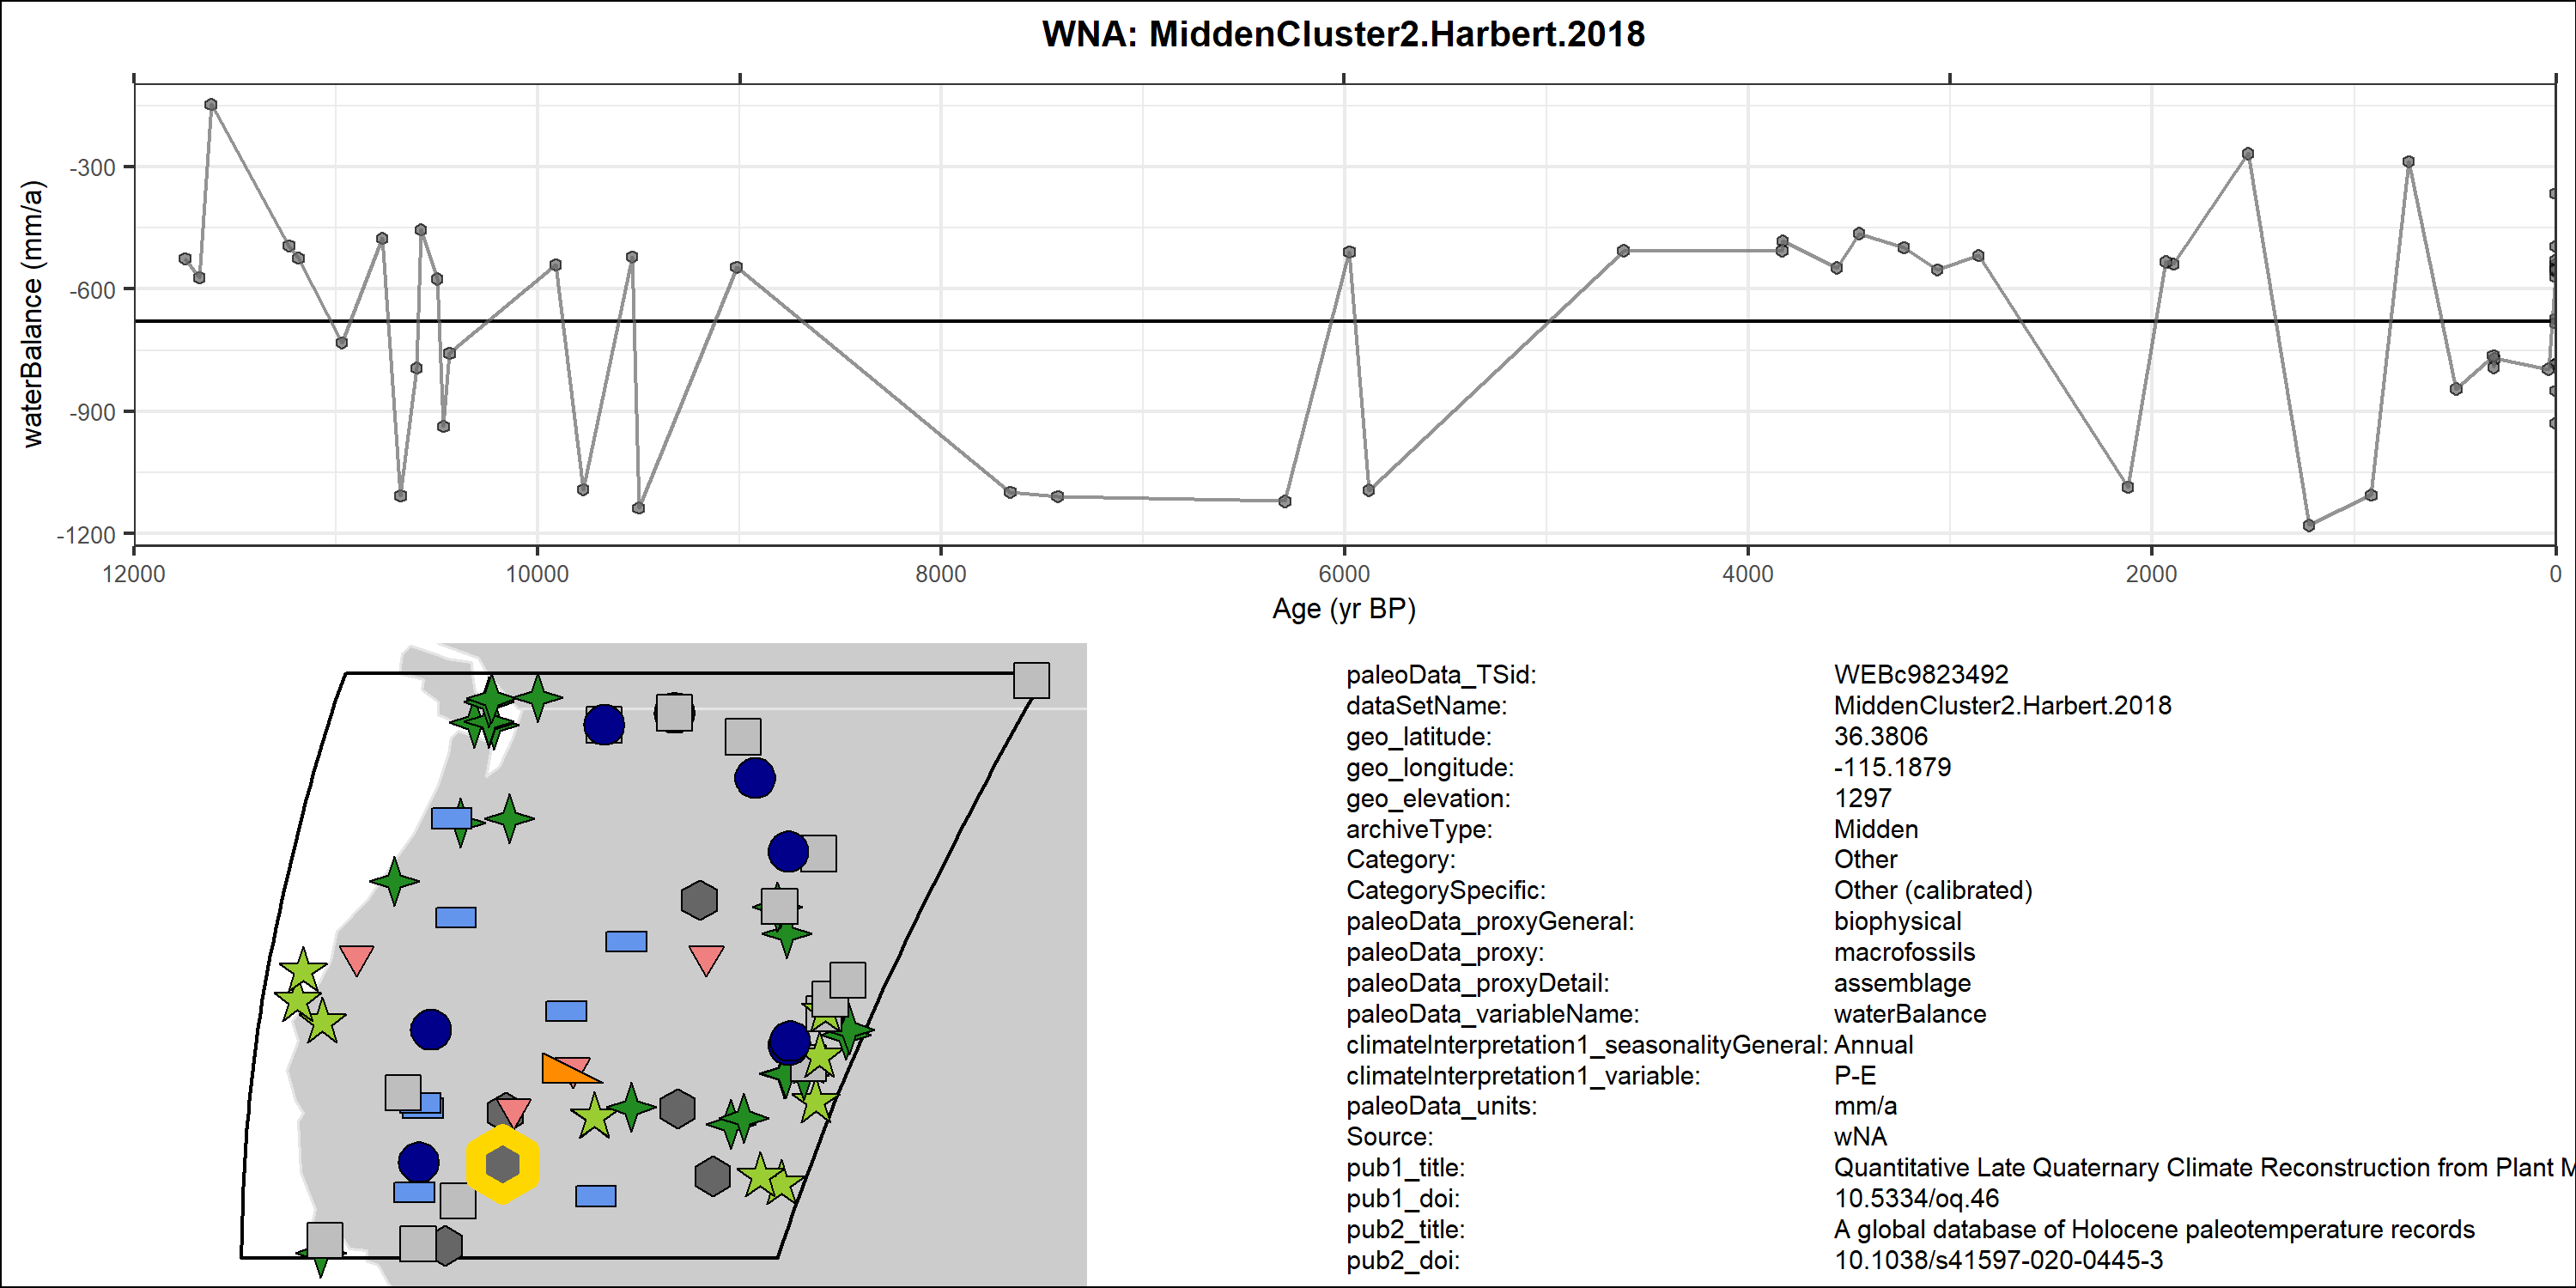 WNA: MiddenCluster2.Harbert.2018
waterBalance (mm/a)
-300
-600
-900
-1200
12000 10000 8000 6000 4000 2000 0
Age (yr BP)
paleoData_TSid: WEBc9823492
dataSetName: MiddenCluster2.Harbert.2018
geo_latitude: 36.3806
geo_longitude: -115.1879
geo_elevation: 1297
archiveType: Midden
Category: Other
CategorySpecific: Other (calibrated)
paleoData_proxyGeneral: biophysical
paleoData_proxy: macrofossils
paleoData_proxyDetail: assemblage
paleoData_variableName: waterBalance
climateInterpretation1_seasonalityGeneral: Annual
climateInterpretation1_variable: P-E
paleoData_units: mm/a
Source: wNA
pub1_title: Quantitative Late Quaternary Climate Reconstruction from Plant M
pub1_doi: 10.5334/oq.46
pub2_title: A global database of Holocene paleotemperature records
pub2_doi: 10.1038/s41597-020-0445-3